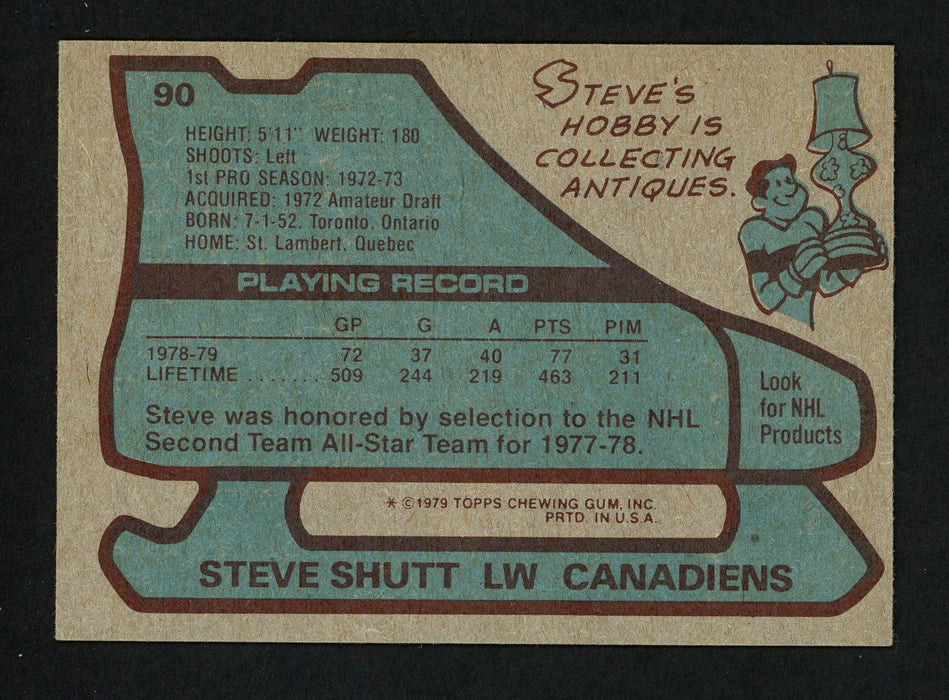 90
HEIGHT: 5'11" WEIGHT: 180
SHOOTS: Left
1st PRO SEASON: 1972-73
ACQUIRED: 1972 Amateur Draft
BORN: 7-1-52, Toronto, Ontario
HOME: St. Lambert, Quebec
STEVE'S
HOBBY IS
COLLECTING
ANTIQUES.
PLAYING RECORD
GP G A PTS PIM
1978-79 72 37 40 77 31
LIFETIME ....... 509 244 219 463 211
Steve was honored by selection to the NHL
Second Team All-Star Team for 1977-78.
Look
for NHL
Products
* ©1979 TOPPS CHEWING GUM, INC.
PRTD. IN U.S.A.
STEVE SHUTT LW CANADIENS